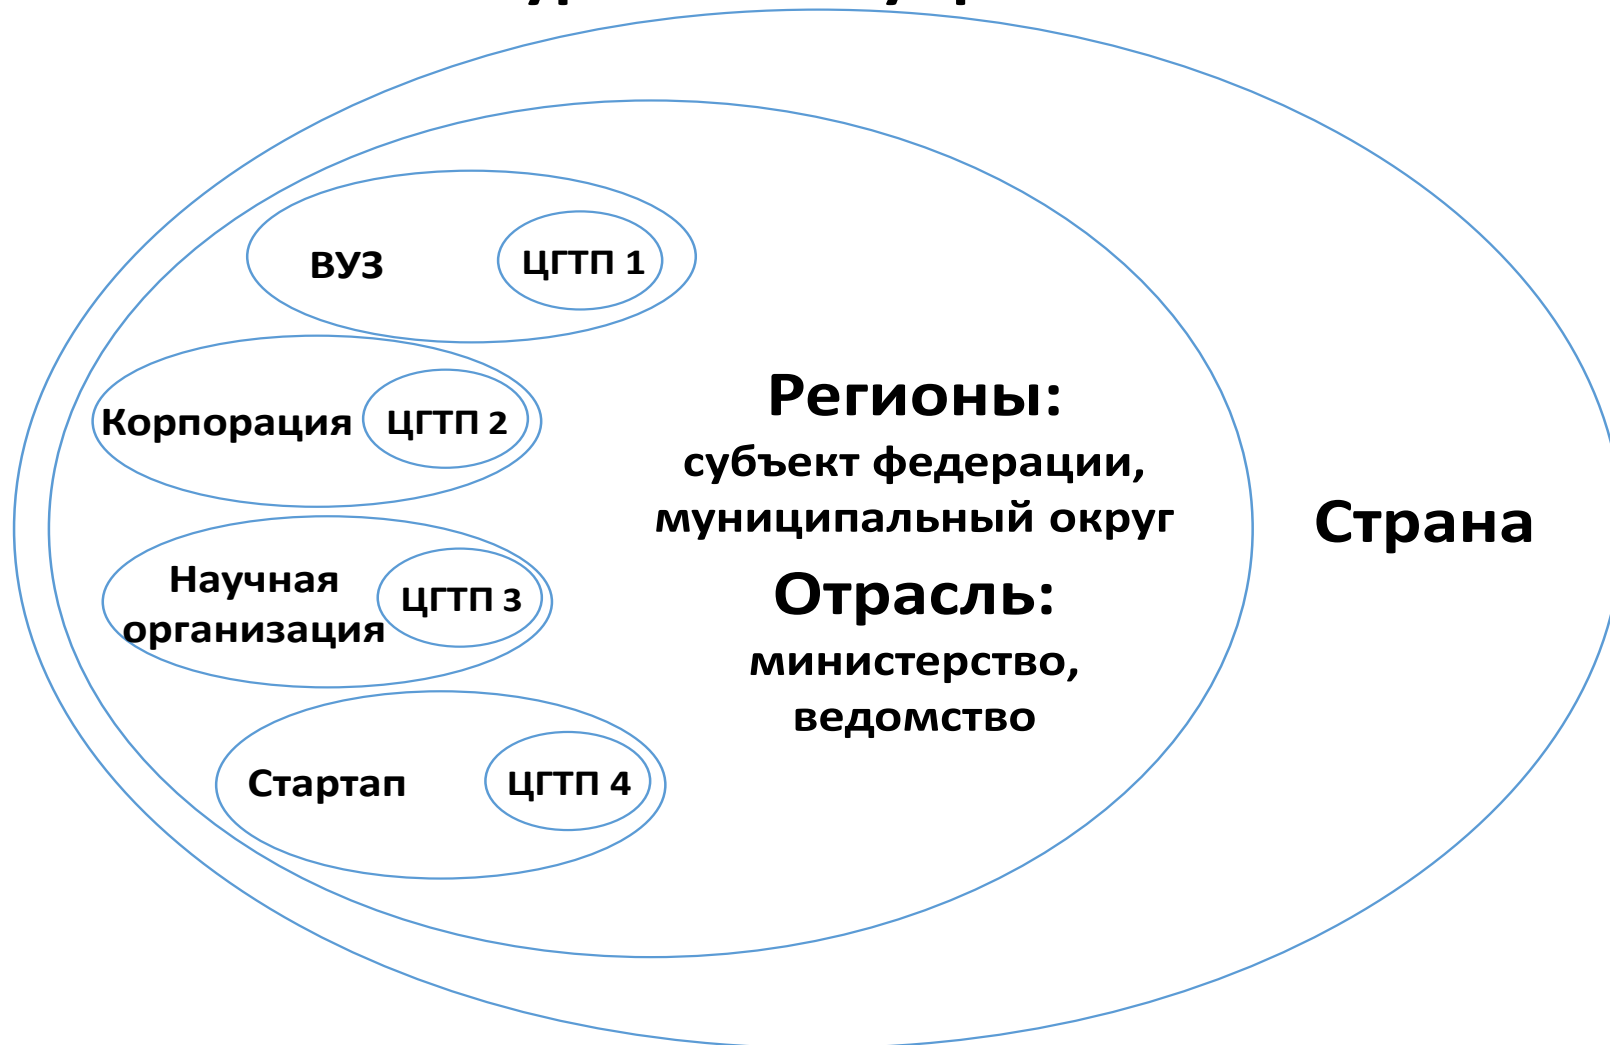 ВУЗ
ЦГТП 1
Корпорация
ЦГТП 2
Научная
организация
ЦГТП 3
Стартап
ЦГТП 4
Регионы:
субъект федерации,
муниципальный округ
Отрасль:
министерство,
ведомство
Страна